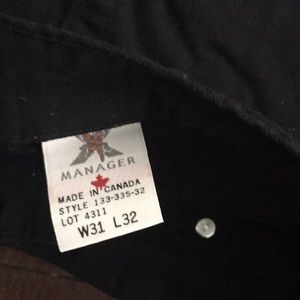 MANAGER
MADE IN CANADA
STYLE 133-335-32
LOT 4311
W31 L32